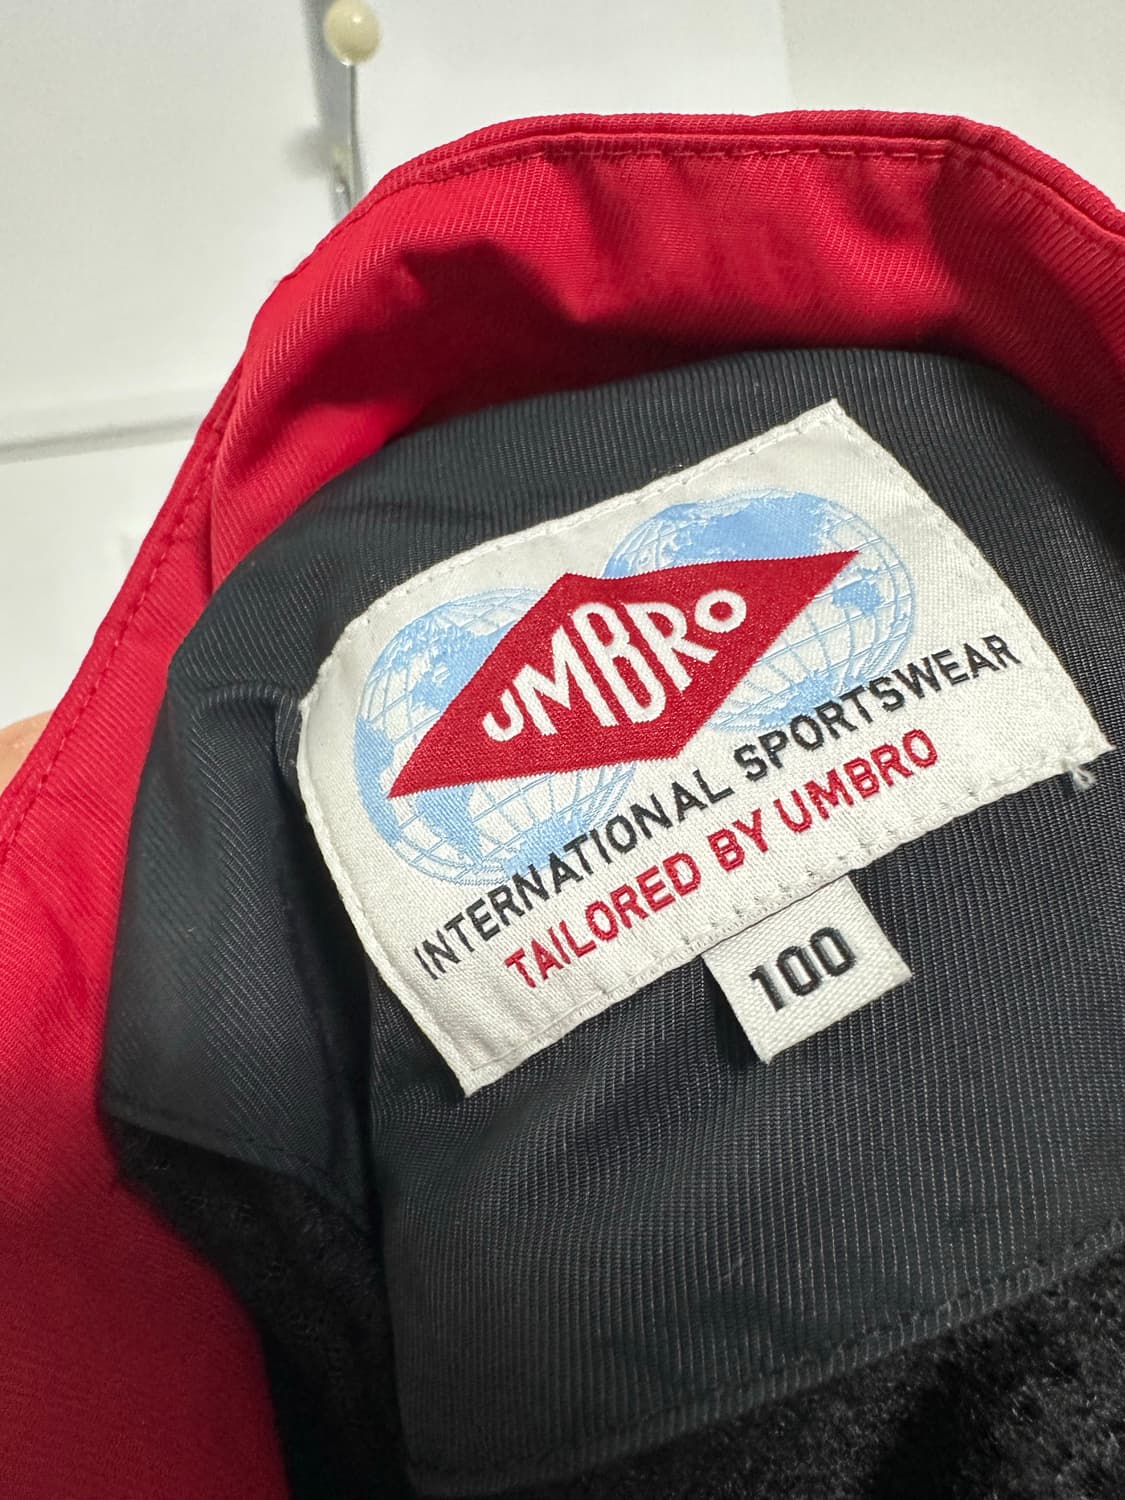 UMBRO
INTERNATIONAL SPORTSWEAR
TAILORED BY UMBRO
100